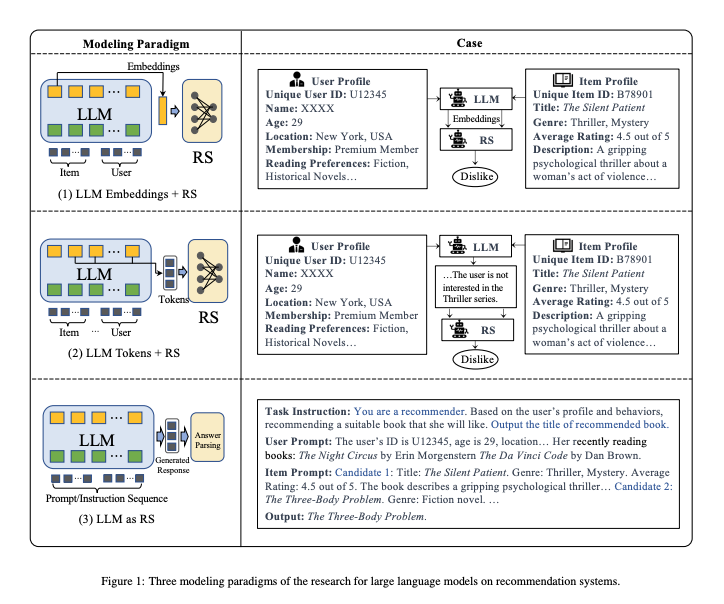 Modeling Paradigm
Case
Embeddings
LLM
Item
User
RS
(1) LLM Embeddings + RS
User Profile
Unique User ID: U12345
Name: XXXX
Age: 29
Location: New York, USA
Membership: Premium Member
Reading Preferences: Fiction,
Historical Novels…
LLM
Embeddings
RS
Dislike
Item Profile
Unique Item ID: B78901
Title: The Silent Patient
Genre: Thriller, Mystery
Average Rating: 4.5 out of 5
Description: A gripping
psychological thriller about a
woman's act of violence…
LLM
Tokens
Item
...
User
RS
(2) LLM Tokens + RS
User Profile
Unique User ID: U12345
Name: XXXX
Age: 29
Location: New York, USA
Membership: Premium Member
Reading Preferences: Fiction,
Historical Novels…
LLM
…The user is not
interested in the
Thriller series.
RS
Dislike
Item Profile
Unique Item ID: B78901
Title: The Silent Patient
Genre: Thriller, Mystery
Average Rating: 4.5 out of 5
Description: A gripping
psychological thriller about a
woman's act of violence…
LLM
Generated
Response
Answer
Parsing
Prompt/Instruction Sequence
(3) LLM as RS
Task Instruction: You are a recommender. Based on the user's profile and behaviors,
recommending a suitable book that she will like. Output the title of recommended book.
User Prompt: The user's ID is U12345, age is 29, location… Her recently reading
books: The Night Circus by Erin Morgenstern The Da Vinci Code by Dan Brown.
Item Prompt: Candidate 1: Title: The Silent Patient. Genre: Thriller, Mystery. Average
Rating: 4.5 out of 5. The book describes a gripping psychological thriller… Candidate 2:
The Three-Body Problem. Genre: Fiction novel. …
Output: The Three-Body Problem.
Figure 1: Three modeling paradigms of the research for large language models on recommendation systems.